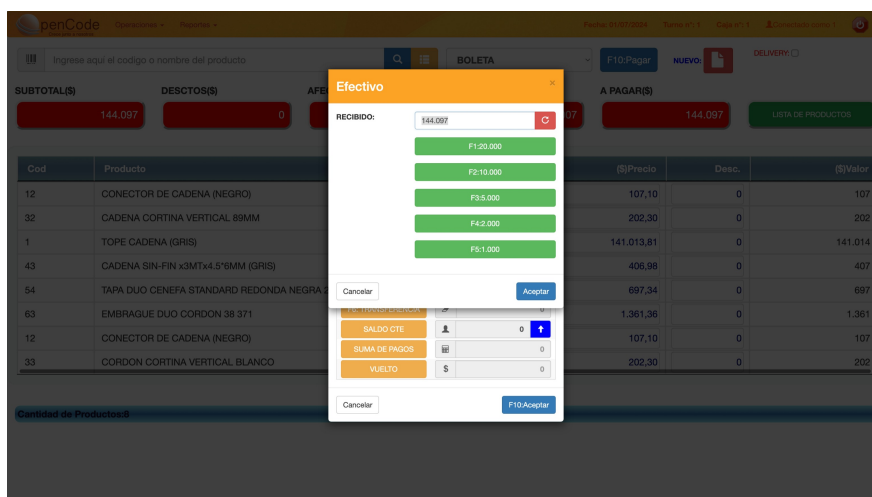 penCode Operaciones Reportes Fecha: 01/07/2024 Turno n°: 1 Caja n°: 1
Ingrese aqui el codigo o nombre del producto BOLETA F10:Pagar NUEVO: DELIVERY:
SUBTOTAL($) DESCTOS($) AFE A PAGAR($)
144.097 0 07 144.097 LISTA DE PRODUCTOS
Efectivo ×
RECIBIDO: 144.097
F1:20.000
F2:10.000
F3:5.000
F4:2.000
F5:1.000
Cancelar Aceptar
Cod Producto ($)Precio Desc. ($)Valor
12 CONECTOR DE CADENA (NEGRO) 107,10 0 107
32 CADENA CORTINA VERTICAL 89MM 202,30 0 202
1 TOPE CADENA (GRIS) 141.013,81 0 141.014
43 CADENA SIN-FIN x3MTx4.5*6MM (GRIS) 406,98 0 407
54 TAPA DUO CENEFA STANDARD REDONDA NEGRA 697,34 0 697
63 EMBRAGUE DUO CORDON 38 371 1.361,36 0 1.361
12 CONECTOR DE CADENA (NEGRO) 107,10 0 107
33 CORDON CORTINA VERTICAL BLANCO 202,30 0 202
F6: TRANSFERENCIA 0
SALDO CTE 0
SUMA DE PAGOS 0
VUELTO $ 0
Cancelar F10:Aceptar
Cantidad de Productos:8